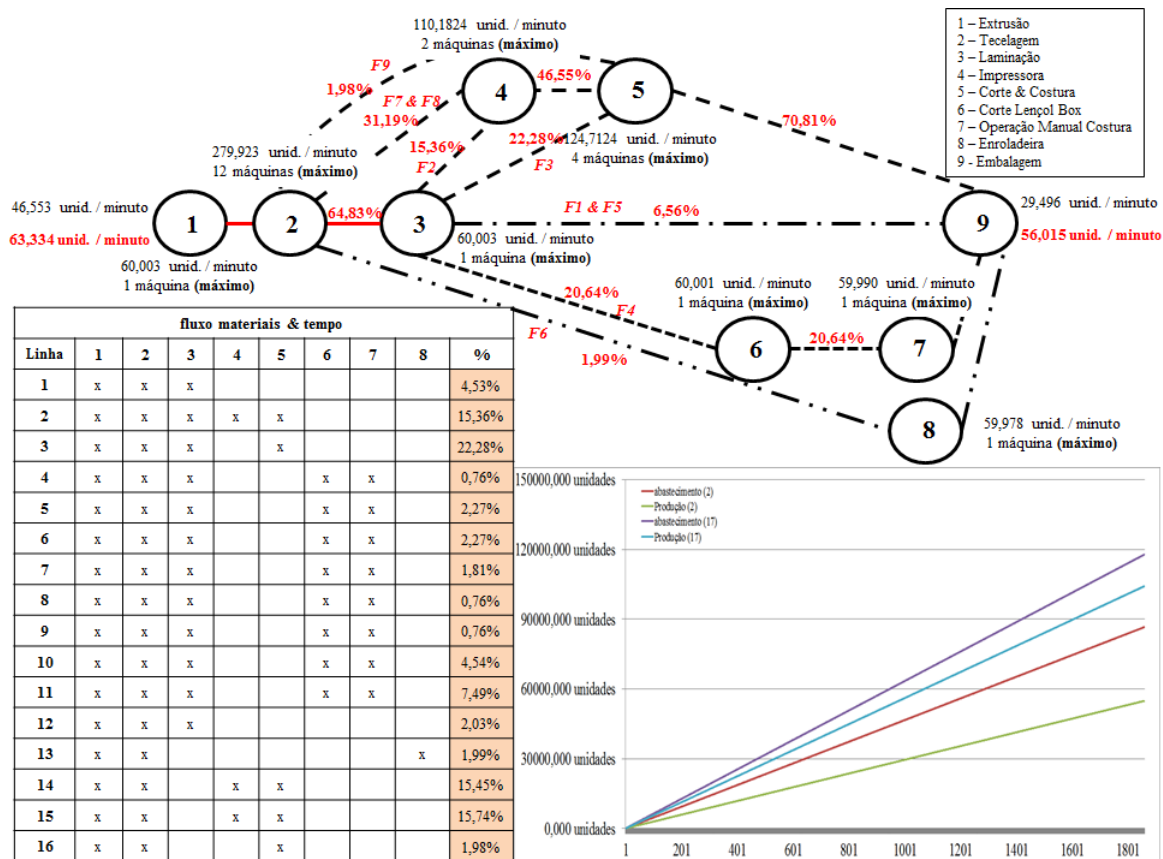 110,1824 unid. / minuto
2 máquinas (máximo)
1 – Extrusão
2 – Tecelagem
3 – Laminação
4 – Impressora
5 – Corte & Costura
6 – Corte Lençol Box
7 – Operação Manual Costura
8 – Enroladeira
9 - Embalagem
F9
1,98%
4
46,55%
5
F7 & F8
31,19%
70,81%
15,36%
F2
22,28%
F3
124,7124 unid. / minuto
4 máquinas (máximo)
279,923 unid. / minuto
12 máquinas (máximo)
46,553 unid. / minuto
63,334 unid. / minuto
1
2
64,83%
3
F1 & F5
6,56%
9
29,496 unid. / minuto
56,015 unid. / minuto
60,003 unid. / minuto
1 máquina (máximo)
60,003 unid. / minuto
1 máquina (máximo)
20,64%
F4
60,001 unid. / minuto
1 máquina (máximo)
59,990 unid. / minuto
1 máquina (máximo)
F6
1,99%
6
20,64%
7
8
59,978 unid. / minuto
1 máquina (máximo)
fluxo materiais & tempo
Linha 1 2 3 4 5 6 7 8 %
1 x x x 4,53%
2 x x x x x 15,36%
3 x x x x 22,28%
4 x x x x x 0,76%
5 x x x x x 2,27%
6 x x x x x 2,27%
7 x x x x x 1,81%
8 x x x x x 0,76%
9 x x x x x 0,76%
10 x x x x x 4,54%
11 x x x x x 7,49%
12 x x x 2,03%
13 x x x 1,99%
14 x x x x 15,45%
15 x x x x 15,74%
16 x x x 1,98%
150000,000 unidades
120000,000 unidades
90000,000 unidades
60000,000 unidades
30000,000 unidades
0,000 unidades
abastecimento (2)
Produção (2)
abastecimento (17)
Produção (17)
1 201 401 601 801 1001 1201 1401 1601 1801